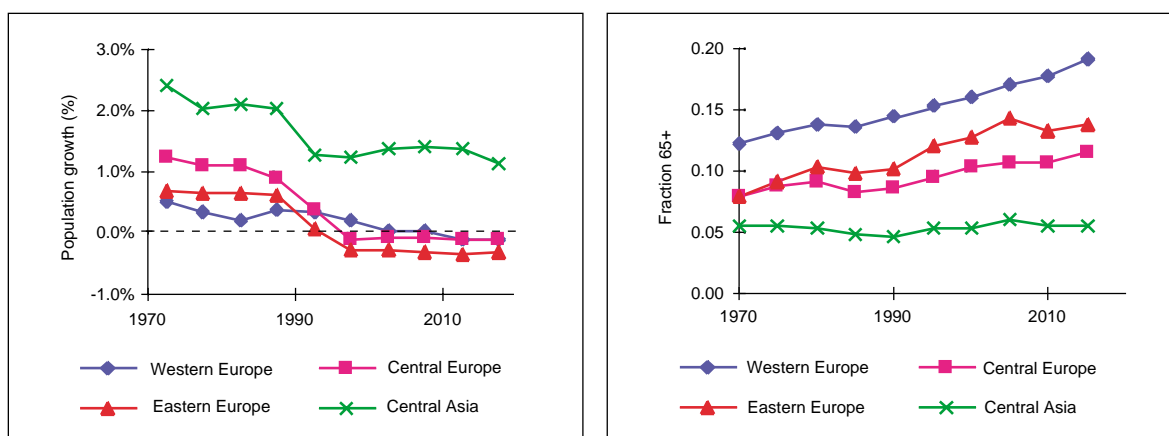 Population growth (%)
3.0%
2.0%
1.0%
0.0%
-1.0%
1970 1990 2010
Western Europe Central Europe
Eastern Europe Central Asia
Fraction 65+
0.20
0.15
0.10
0.05
0.00
1970 1990 2010
Western Europe Central Europe
Eastern Europe Central Asia